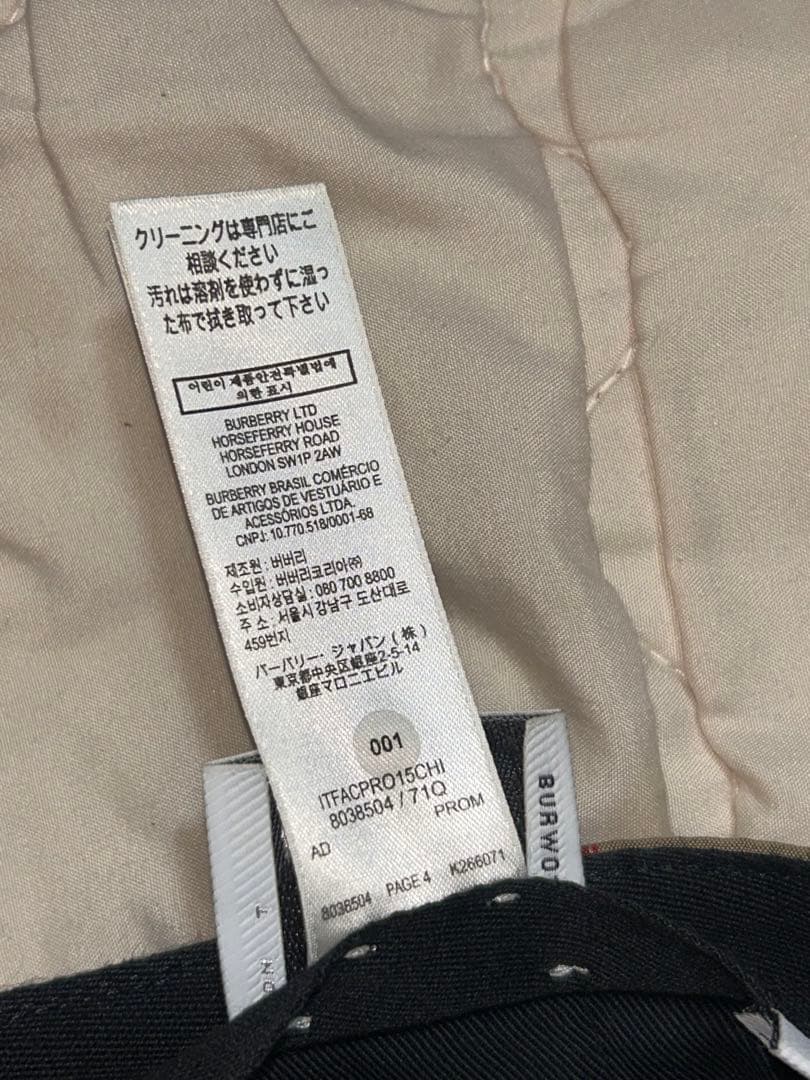 クリーニングは専門店にご
相談ください
汚れは溶剤を使わずに湿っ
た布で拭き取って下さい
어린이 제품안전특별법에
의한 표시
BURBERRY LTD
HORSEFERRY HOUSE
HORSEFERRY ROAD
LONDON SW1P 2AW
BURBERRY BRASIL COMÉRCIO
DE ARTIGOS DE VESTUÁRIO E
ACESSÓRIOS LTDA.
CNPJ: 10.770.518/0001-68
제조원 : 버버리
수입원 : 버버리코리아㈜
소비자상담실 : 080 700 8800
주 소 : 서울시 강남구 도산대로
459번지
バーバリー・ジャパン(株)
東京都中央区銀座2-5-14
銀座マロニエビル
001
ITFACPRO15CHI
8038504 / 71Q
AD PROM
8038504 PAGE 4 K266071
BURWO
T
NO